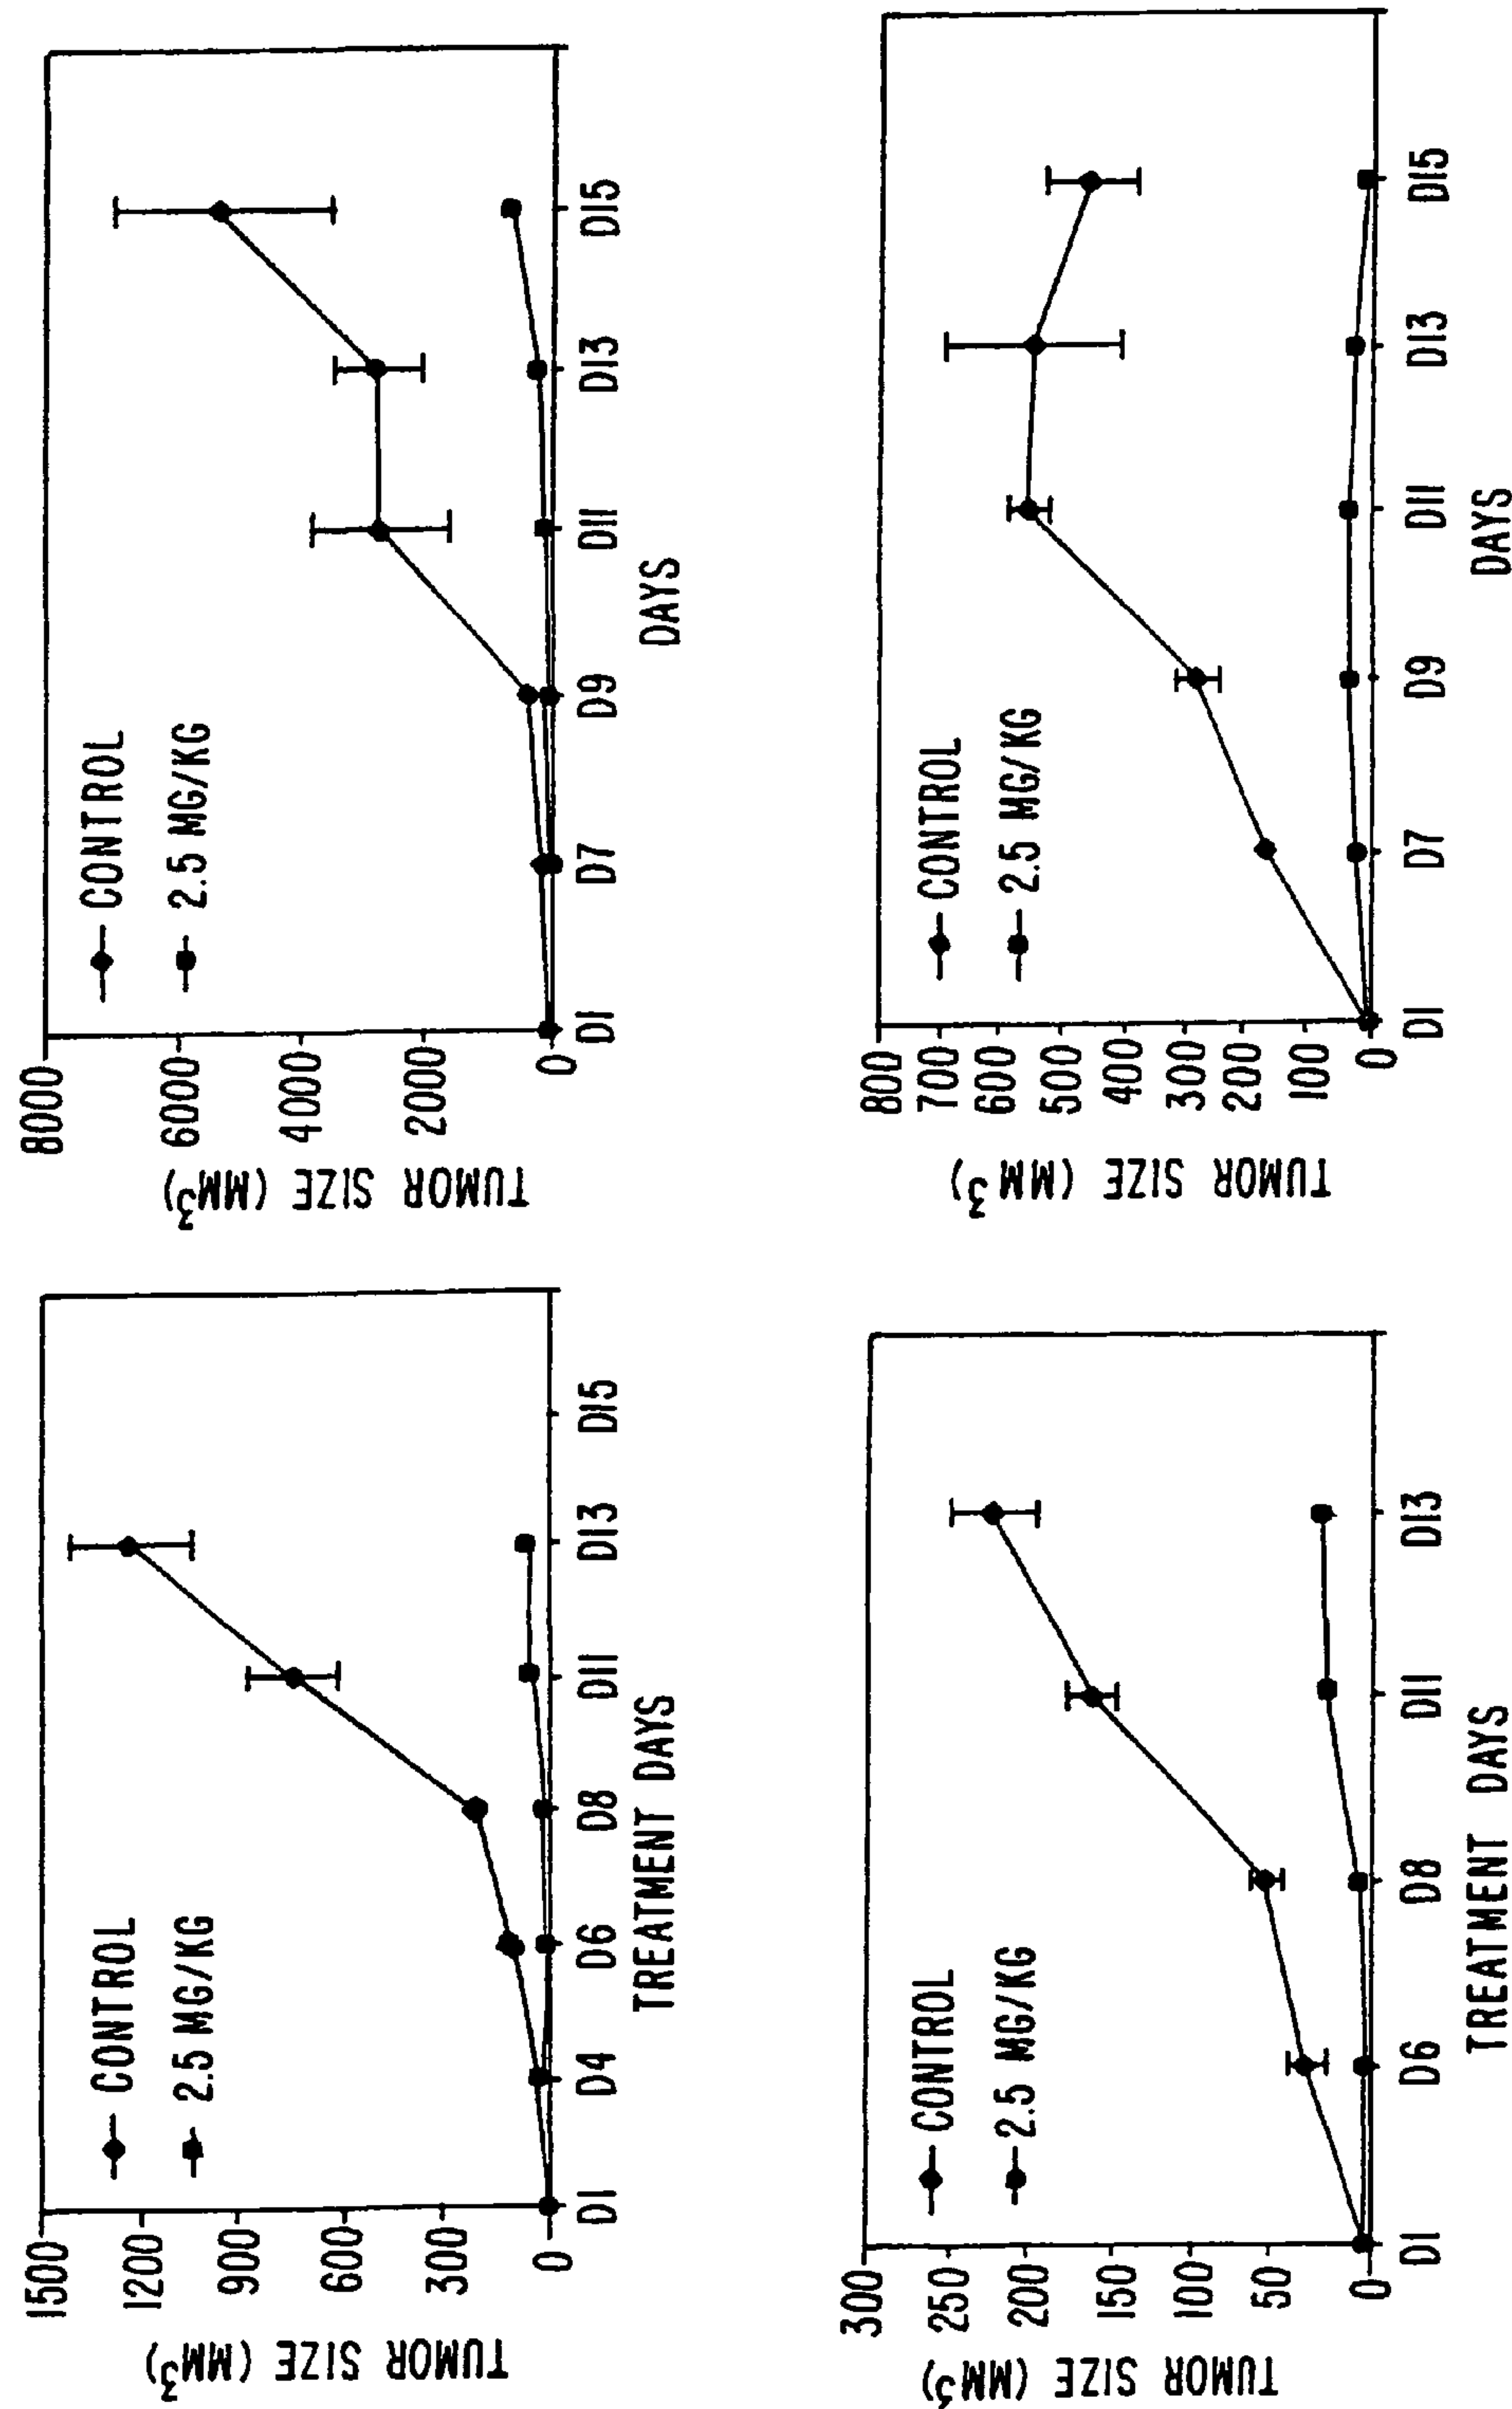 TUMOR SIZE (MM³)
1500
1200
900
600
300
0
CONTROL
2.5 MG/KG
D1 D4 D6 D8 D11 D13 D15
TREATMENT DAYS
TUMOR SIZE (MM³)
8000
6000
4000
2000
0
CONTROL
2.5 MG/KG
D1 D7 D9 D11 D13 D15
DAYS
TUMOR SIZE (MM³)
300
250
200
150
100
50
0
CONTROL
2.5 MG/KG
D1 D6 D8 D11 D13
TREATMENT DAYS
TUMOR SIZE (MM³)
800
700
600
500
400
300
200
100
0
CONTROL
2.5 MG/KG
D1 D7 D9 D11 D13 D15
DAYS